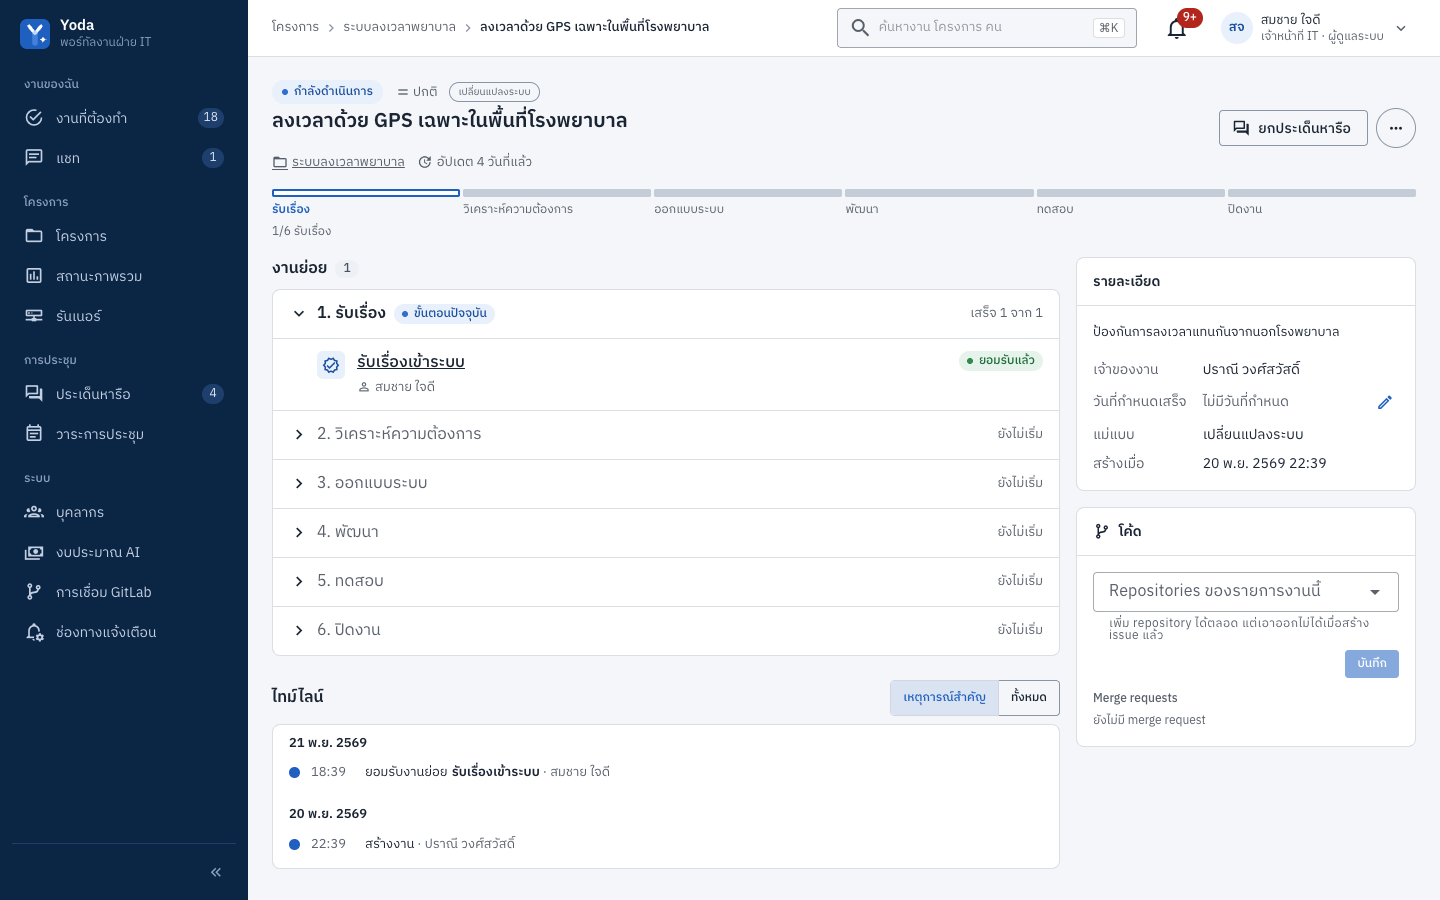 Yoda
พอร์ทัลงานฝ่าย IT
งานของฉัน
งานที่ต้องทำ 18
แชท 1
โครงการ
โครงการ
สถานะภาพรวม
รันเนอร์
การประชุม
ประเด็นหารือ 4
วาระการประชุม
ระบบ
บุคลากร
งบประมาณ AI
การเชื่อม GitLab
ช่องทางแจ้งเตือน
โครงการ > ระบบลงเวลาพยาบาล > ลงเวลาด้วย GPS เฉพาะในพื้นที่โรงพยาบาล
ค้นหางาน โครงการ คน ⌘K
9+
สจ
สมชาย ใจดี
เจ้าหน้าที่ IT · ผู้ดูแลระบบ
กำลังดำเนินการ ปกติ เปลี่ยนแปลงระบบ
ลงเวลาด้วย GPS เฉพาะในพื้นที่โรงพยาบาล
ยกประเด็นหารือ
ระบบลงเวลาพยาบาล อัปเดต 4 วันที่แล้ว
รับเรื่อง วิเคราะห์ความต้องการ ออกแบบระบบ พัฒนา ทดสอบ ปิดงาน
1/6 รับเรื่อง
งานย่อย 1
1. รับเรื่อง ขั้นตอนปัจจุบัน เสร็จ 1 จาก 1
รับเรื่องเข้าระบบ ยอมรับแล้ว
สมชาย ใจดี
2. วิเคราะห์ความต้องการ ยังไม่เริ่ม
3. ออกแบบระบบ ยังไม่เริ่ม
4. พัฒนา ยังไม่เริ่ม
5. ทดสอบ ยังไม่เริ่ม
6. ปิดงาน ยังไม่เริ่ม
ไทม์ไลน์ เหตุการณ์สำคัญ ทั้งหมด
21 พ.ย. 2569
18:39 ยอมรับงานย่อย รับเรื่องเข้าระบบ · สมชาย ใจดี
20 พ.ย. 2569
22:39 สร้างงาน · ปราณี วงศ์สวัสดิ์
รายละเอียด
ป้องกันการลงเวลาแทนกันจากนอกโรงพยาบาล
เจ้าของงาน ปราณี วงศ์สวัสดิ์
วันที่กำหนดเสร็จ ไม่มีวันที่กำหนด
แม่แบบ เปลี่ยนแปลงระบบ
สร้างเมื่อ 20 พ.ย. 2569 22:39
โค้ด
Repositories ของรายการงานนี้
เพิ่ม repository ได้ตลอด แต่เอาออกไม่ได้เมื่อสร้าง
issue แล้ว
บันทึก
Merge requests
ยังไม่มี merge request